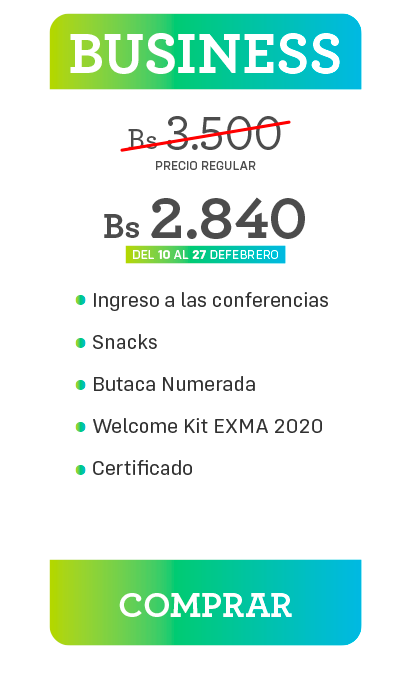 BUSINESS
Bs 3.500
PRECIO REGULAR
Bs 2.840
DEL 10 AL 27 DEFEBRERO
Ingreso a las conferencias
Snacks
Butaca Numerada
Welcome Kit EXMA 2020
Certificado
COMPRAR